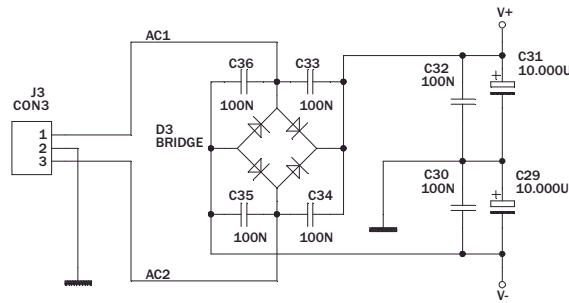 V+
AC1
C36
C33
C32
100N
C31
10.000U
+
J3
CON3
100N
100N
1
2
3
D3
BRIDGE
C30
100N
C29
10.000U
+
C35
C34
100N
100N
AC2
V-